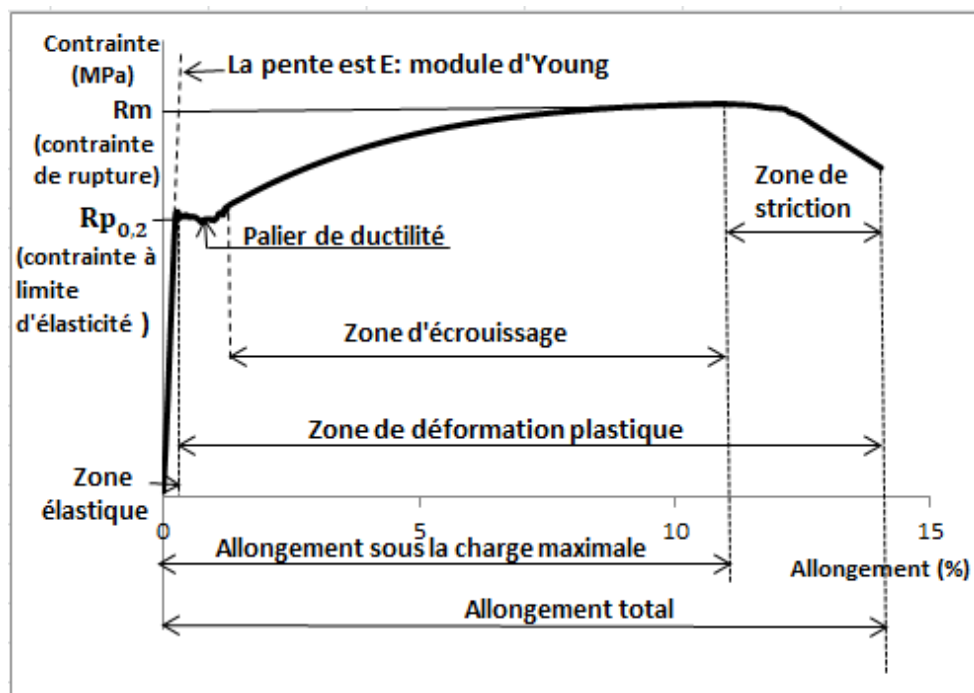 Contrainte
(MPa)
La pente est E: module d'Young
Rm
(contrainte
de rupture)
Zone de
striction
Rp0,2
Palier de ductilité
(contrainte à
limite
d'élasticité )
Zone d'écrouissage
Zone de déformation plastique
Zone
élastique
0 5 10 15
Allongement sous la charge maximale
Allongement (%)
Allongement total